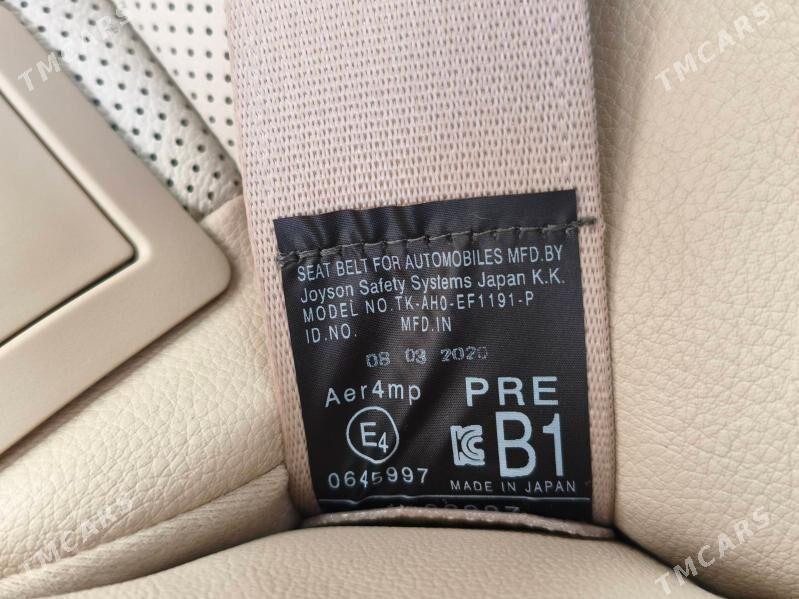 TMCARS
TMCARS
SEAT BELT FOR AUTOMOBILES MFD.BY
Joyson Safety Systems Japan K.K.
MODEL NO.TK-AH0-EF1191-P
ID.NO. MFD.IN
08 03 2020
Aer4mp PRE
E4 KC B1
0645997
MADE IN JAPAN
TMCARS
TMCARS